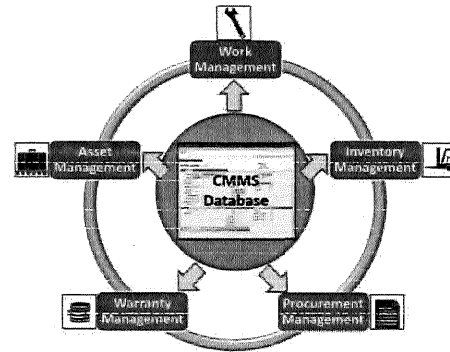 Work
Management
Asset
Management
Inventory
Management
CMMS
Database
Warranty
Management
Procurement
Management